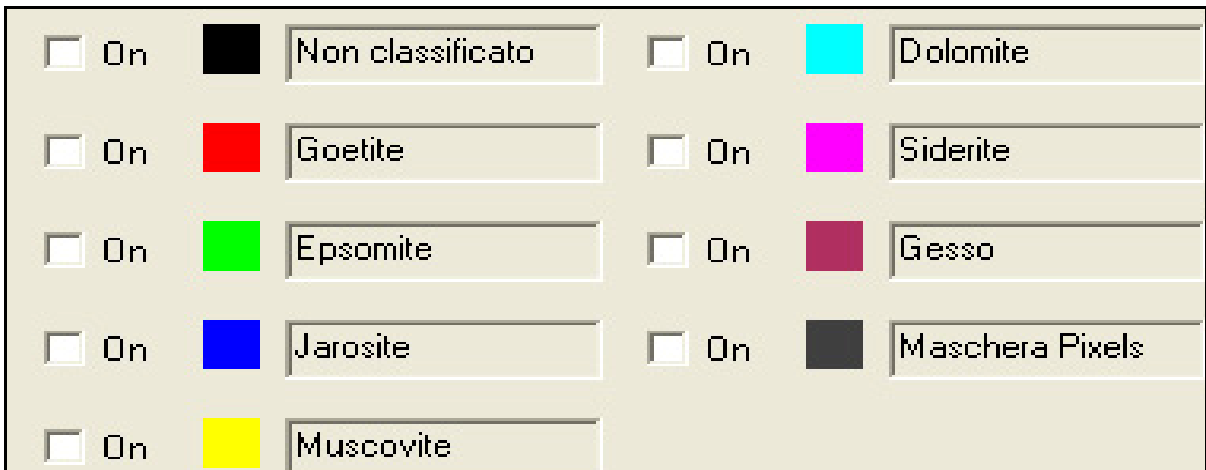 On Non classificato
On Goetite
On Epsomite
On Jarosite
On Muscovite
On Dolomite
On Siderite
On Gesso
On Maschera Pixels